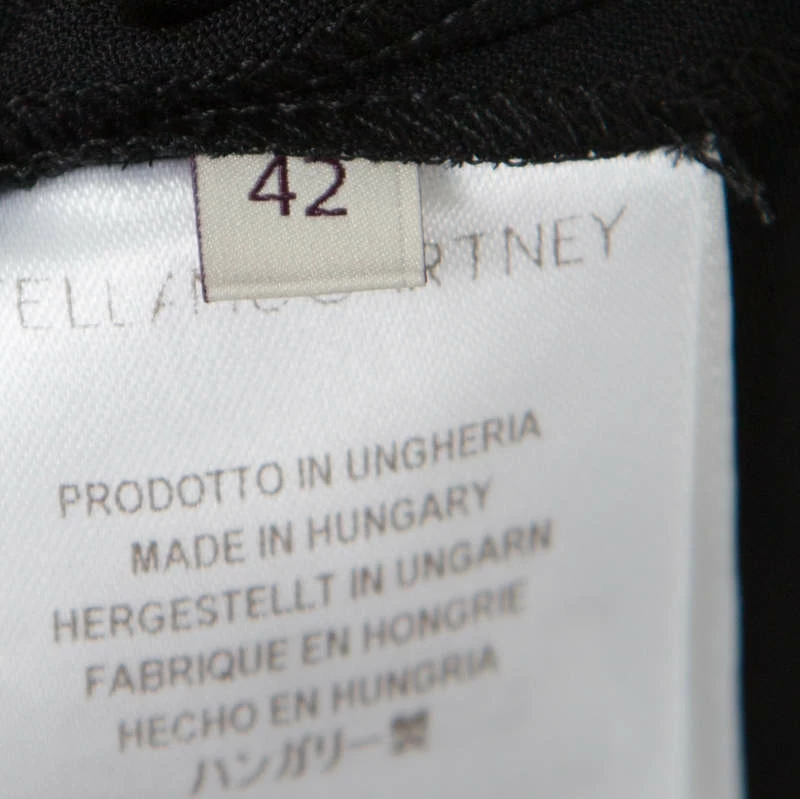 42
STELLAMCCARTNEY
PRODOTTO IN UNGHERIA
MADE IN HUNGARY
HERGESTELLT IN UNGARN
FABRIQUE EN HONGRIE
HECHO EN HUNGRIA
ハンガリー製